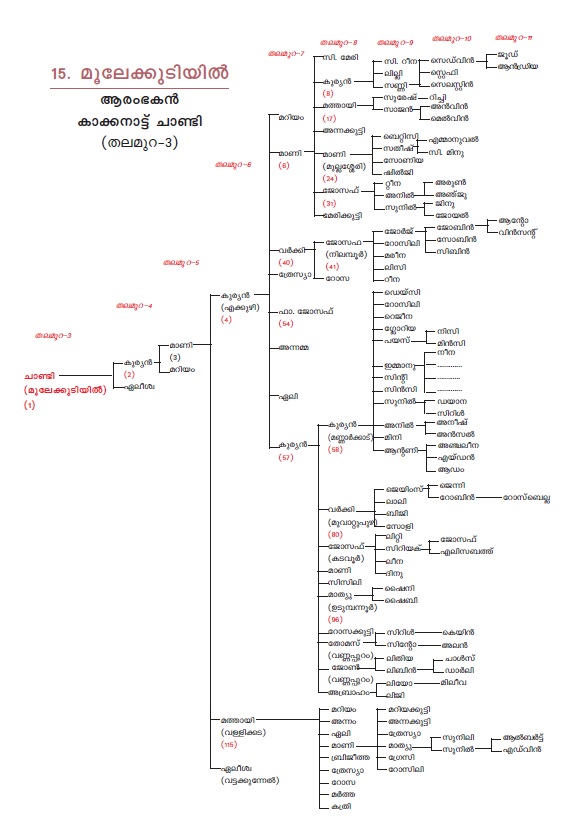 തലമുറ-7
തലമുറ-8
തലമുറ-9
തലമുറ-10
തലമുറ-11
15. മൂലേക്കുടിയിൽ
ആരംഭകൻ
കാക്കനാട്ട് ചാണ്ടി
(തലമുറ-3)
തലമുറ-6
തലമുറ-5
തലമുറ-4
തലമുറ-3
ചാണ്ടി
(മൂലേക്കുടിയിൽ)
(1)
കുര്യൻ
(2)
ഏലീശ്വ
മാണി
(3)
മറിയം
കുര്യൻ
(എക്കുഴി)
(4)
മത്തായി
(വള്ളിക്കട)
(115)
ഏലീശ്വ
(വട്ടക്കുന്നേൽ)
മറിയം
മാണി
(6)
വർക്കി
(40)
ത്രേസ്യാ
ഫാ. ജോസഫ്
(54)
അന്നമ്മ
ഏലി
കുര്യൻ
(57)
സി. മേരി
കുര്യൻ
(8)
മത്തായി
(17)
അന്നക്കുട്ടി
മാണി
(മുല്ലശ്ശേരി)
(24)
ജോസഫ്
(31)
മേരിക്കുട്ടി
ജോസഫ
(നിലമ്പൂർ)
(41)
റോസ
കുര്യൻ
(മണ്ണാർക്കാട്)
(58)
വർക്കി
(മുവാറ്റുപുഴ)
(80)
ജോസഫ്
(കടവൂർ)
മാണി
സിസിലി
മാത്യു
(ഉടുമ്പന്നൂർ)
(96)
റോസക്കുട്ടി
തോമസ്
(വണ്ണപ്പുറം)
ജോൺ
(വണ്ണപ്പുറം)
അബ്രാഹം
മറിയം
അന്നം
ഏലി
മാണി
ബ്രിജീത്ത
ത്രേസ്യാ
റോസ
മർത്ത
കത്രി
സി. റീന
ലില്ലി
സണ്ണി
സുരേഷ്
സാജൻ
ബെറ്റിസി
സതീഷ്
സോണിയ
ഷീൽജി
റ്റീന
അനിൽ
സുനിൽ
ജോർജ്
റോസിലി
മരീന
ലിസി
റീന
ഡെയ്സി
റോസിലി
റെജീന
ഗ്ലോറിയ
പയസ്
ഇമ്മാനു
സിന്റി
സിൻസി
സുനിൽ
അനിൽ
മിനി
ആന്റണി
ജെയിംസ്
ലാലി
ബിജി
സോളി
ലിറ്റി
സിറിയക്
ലീന
ദിനു
ഷൈനി
ഷൈബി
സിറിൾ
സിന്റോ
ലിതിയ
ലിബിൻ
ലിയോ
ലിജി
മറിയക്കുട്ടി
അന്നക്കുട്ടി
ത്രേസ്യാ
മാത്യു
ഗ്രേസി
റോസിലി
സെഡ്‌വിൻ
സ്റ്റെഫി
സെലസ്റ്റിൻ
റിച്ചി
അൻവിൻ
മെൽവിൻ
എമ്മാനുവൽ
സി. മിനു
അരുൺ
അഞ്ജു
ജിനു
ജോയൽ
ജോബിൻ
സോബിൻ
സിബിൻ
നിസി
മിൻസി
നീന
............
............
............
ഡയാന
സിറിൾ
അനീഷ്
അൻസൽ
അഞ്ചലീന
എയ്ഡൻ
ആഡം
ജെന്നി
റോബിൻ
ജോസഫ്
എലിസബത്ത്
കെയിൻ
അലൻ
ചാൾസ്
ഡാർലി
മിലീവ
സുനിലി
സുനിൽ
ജൂഡ്
ആൻഡ്രിയ
ആന്റോ
വിൻസന്റ്
റോസ്ബെല്ല
ആൽബർട്ട്
എഡ്‌വിൻ